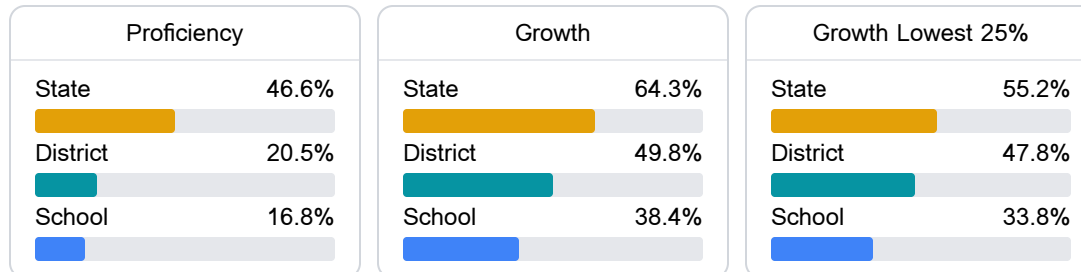 Proficiency
State 46.6%
District 20.5%
School 16.8%
Growth
State 64.3%
District 49.8%
School 38.4%
Growth Lowest 25%
State 55.2%
District 47.8%
School 33.8%